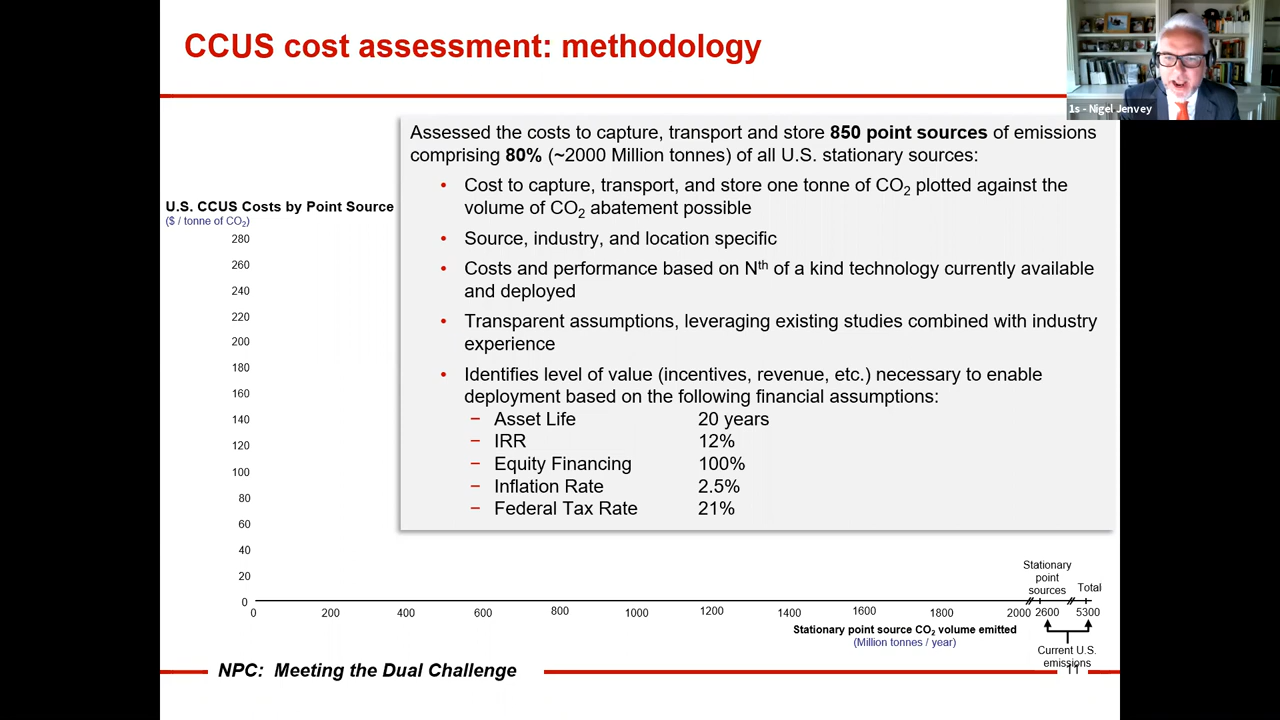 CCUS cost assessment: methodology
1s - Nigel Jenvey
Assessed the costs to capture, transport and store 850 point sources of emissions
comprising 80% (~2000 Million tonnes) of all U.S. stationary sources:
• Cost to capture, transport, and store one tonne of CO₂ plotted against the
volume of CO₂ abatement possible
• Source, industry, and location specific
• Costs and performance based on Nᵗʰ of a kind technology currently available
and deployed
• Transparent assumptions, leveraging existing studies combined with industry
experience
• Identifies level of value (incentives, revenue, etc.) necessary to enable
deployment based on the following financial assumptions:
− Asset Life 20 years
− IRR 12%
− Equity Financing 100%
− Inflation Rate 2.5%
− Federal Tax Rate 21%
U.S. CCUS Costs by Point Source
($ / tonne of CO₂)
280
260
240
220
200
180
160
140
120
100
80
60
40
20
0
Stationary
point
sources
Total
0 200 400 600 800 1000 1200 1400 1600 1800 2000 2600 5300
Stationary point source CO₂ volume emitted
(Million tonnes / year)
Current U.S.
emissions
NPC: Meeting the Dual Challenge
11